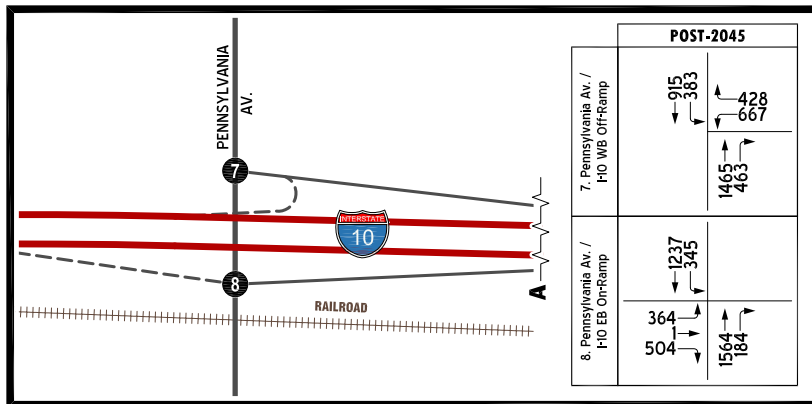 PENNSYLVANIA
AV.
7
INTERSTATE
10
8
RAILROAD
A
POST-2045
7. Pennsylvania Av. /
I-10 WB Off-Ramp
915
383
428
667
1465
463
8. Pennsylvania Av. /
I-10 EB On-Ramp
1237
345
364
1
504
1564
184